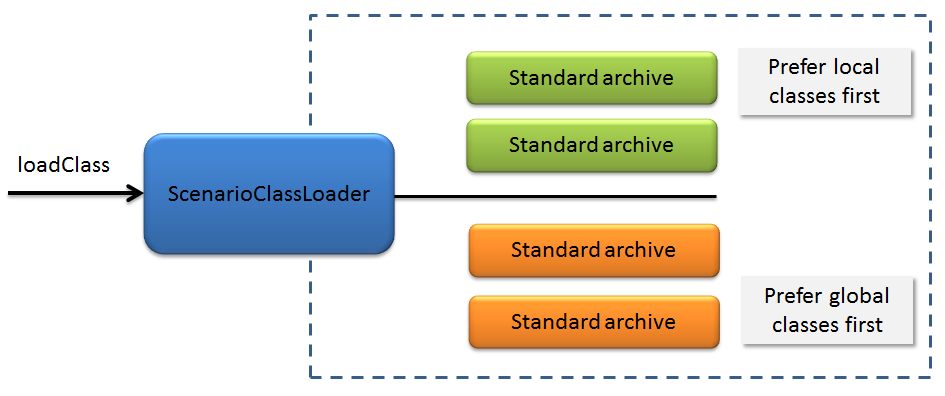 Standard archive
Prefer local
classes first
Standard archive
loadClass
ScenarioClassLoader
Standard archive
Prefer global
classes first
Standard archive